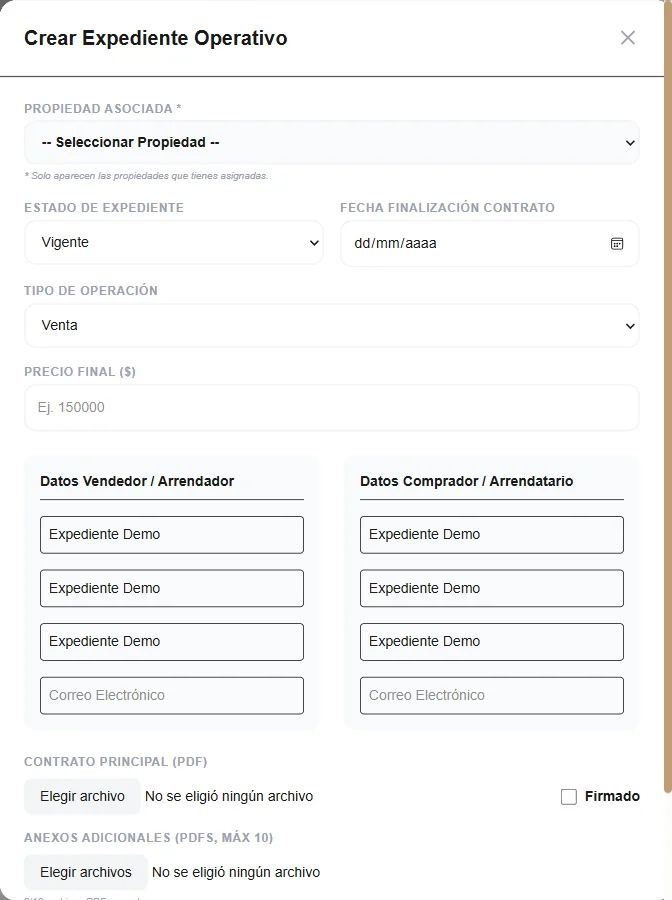 Crear Expediente Operativo
PROPIEDAD ASOCIADA *
-- Seleccionar Propiedad --
* Solo aparecen las propiedades que tienes asignadas.
ESTADO DE EXPEDIENTE
FECHA FINALIZACIÓN CONTRATO
Vigente
dd/mm/aaaa
TIPO DE OPERACIÓN
Venta
PRECIO FINAL ($)
Ej. 150000
Datos Vendedor / Arrendador
Expediente Demo
Expediente Demo
Expediente Demo
Correo Electrónico
Datos Comprador / Arrendatario
Expediente Demo
Expediente Demo
Expediente Demo
Correo Electrónico
CONTRATO PRINCIPAL (PDF)
Elegir archivo No se eligió ningún archivo
Firmado
ANEXOS ADICIONALES (PDFS, MÁX 10)
Elegir archivos No se eligió ningún archivo